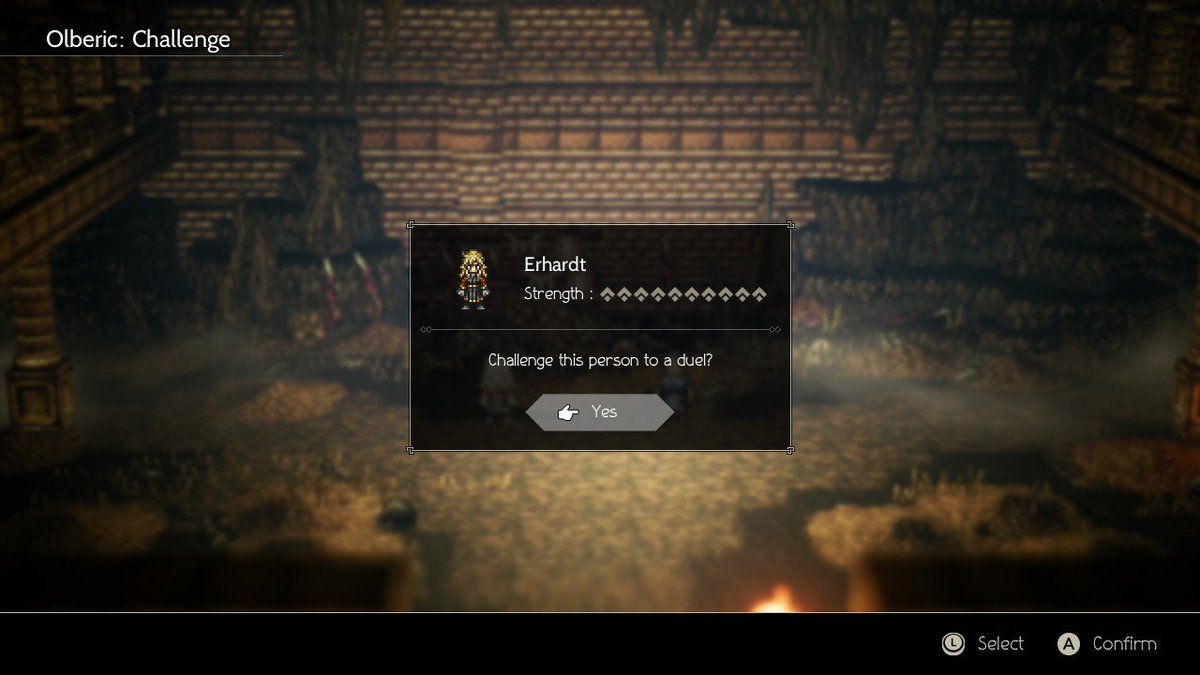 Olberic: Challenge
Erhardt
Strength :
Challenge this person to a duel?
Yes
L Select A Confirm